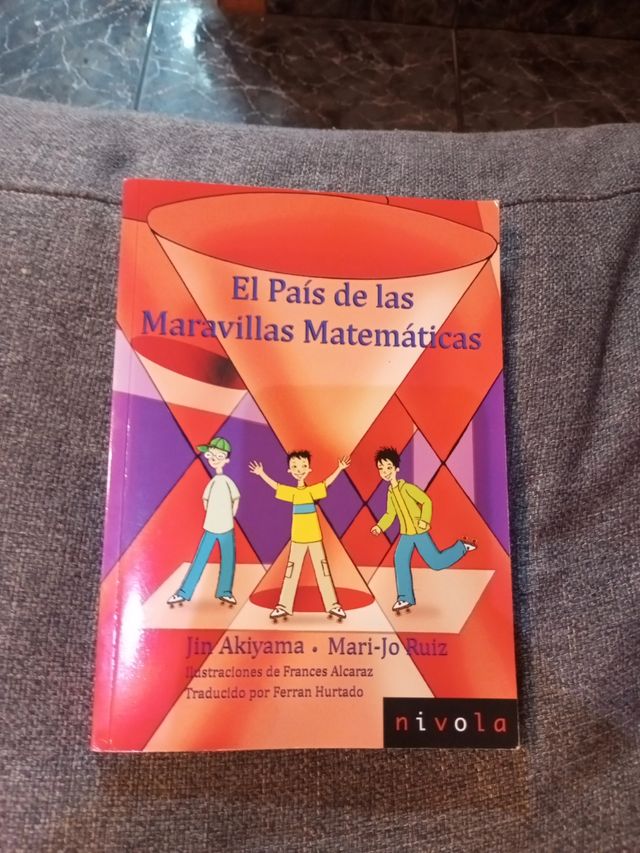 El País de las
Maravillas Matemáticas
Jin Akiyama • Mari-Jo Ruiz
Ilustraciones de Frances Alcaraz
Traducido por Ferran Hurtado
nivola